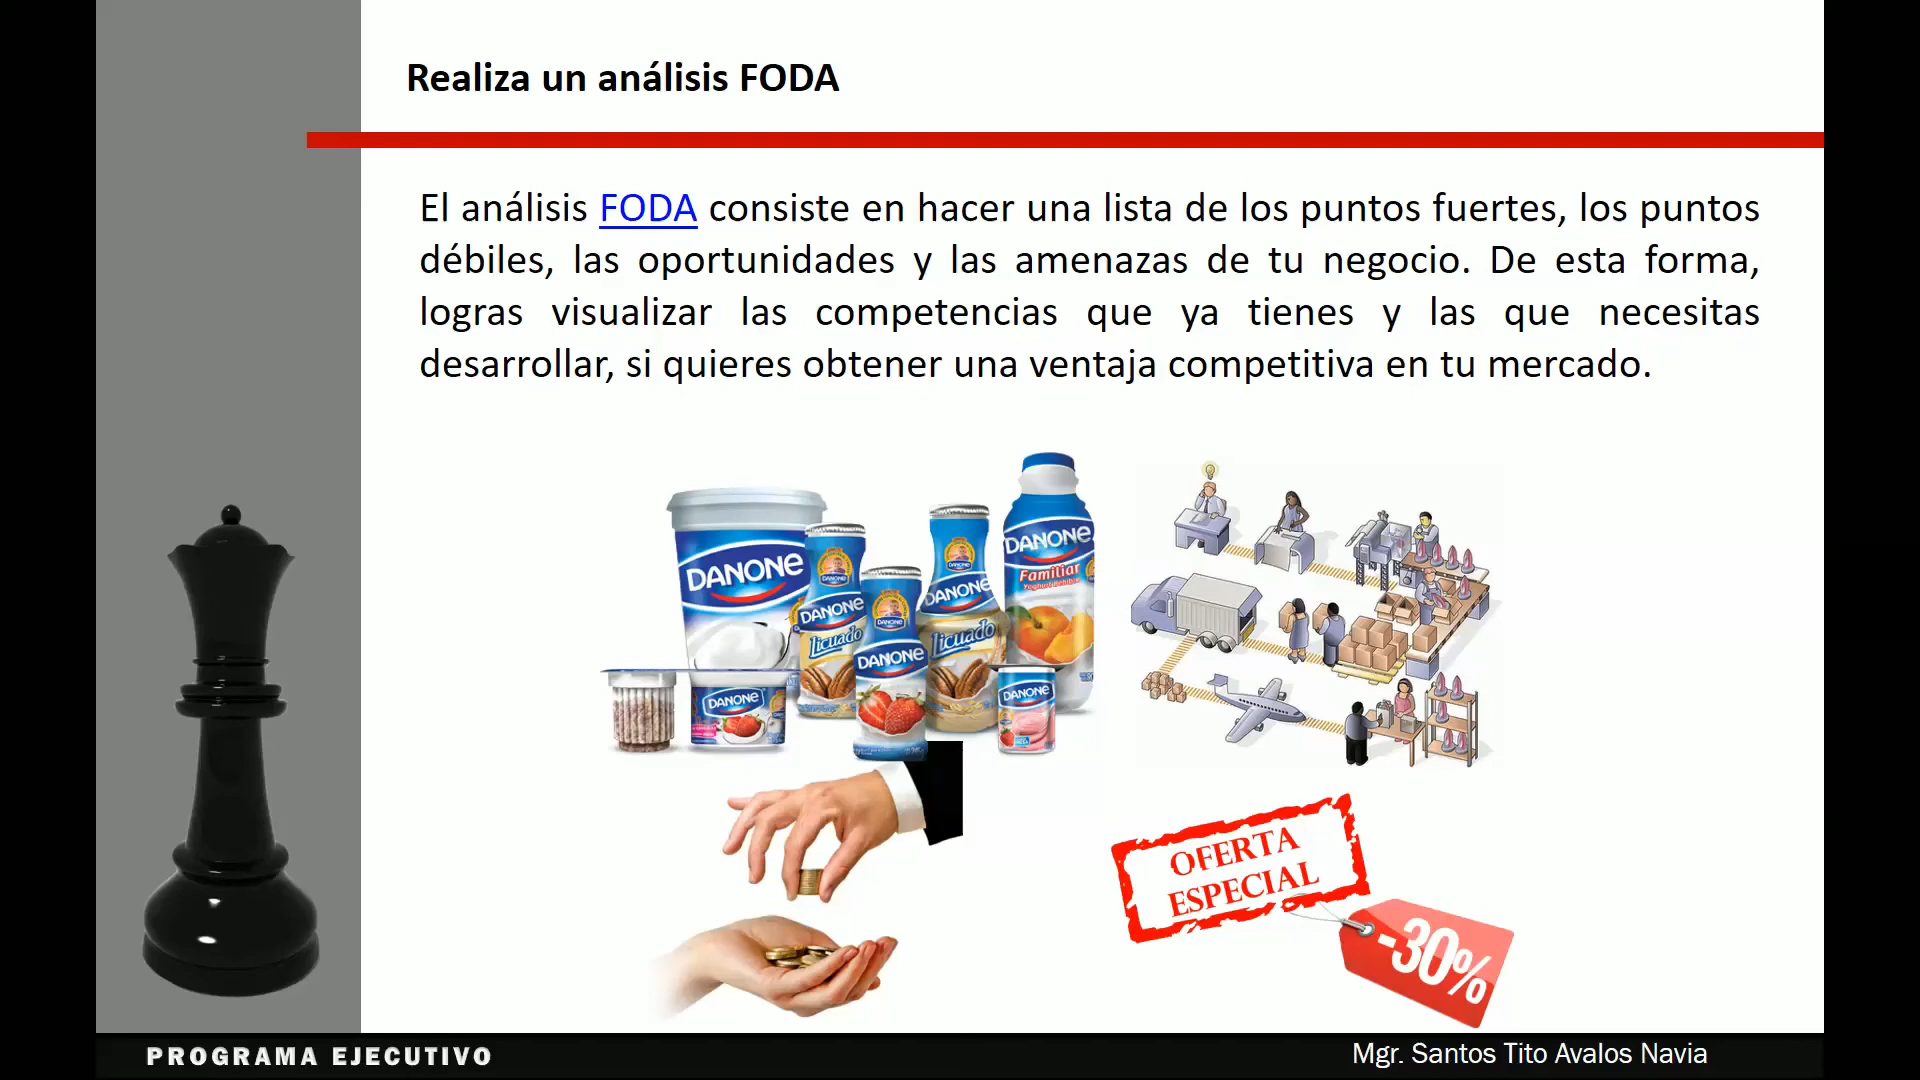 Realiza un análisis FODA
El análisis FODA consiste en hacer una lista de los puntos fuertes, los puntos
débiles, las oportunidades y las amenazas de tu negocio. De esta forma,
logras visualizar las competencias que ya tienes y las que necesitas
desarrollar, si quieres obtener una ventaja competitiva en tu mercado.
DANONE
DANONE
Licuado
DANONE
DANONE
Licuado
DANONE
Familiar
DANONE
DANONE
OFERTA
ESPECIAL
-30%
PROGRAMA EJECUTIVO
Mgr. Santos Tito Avalos Navia